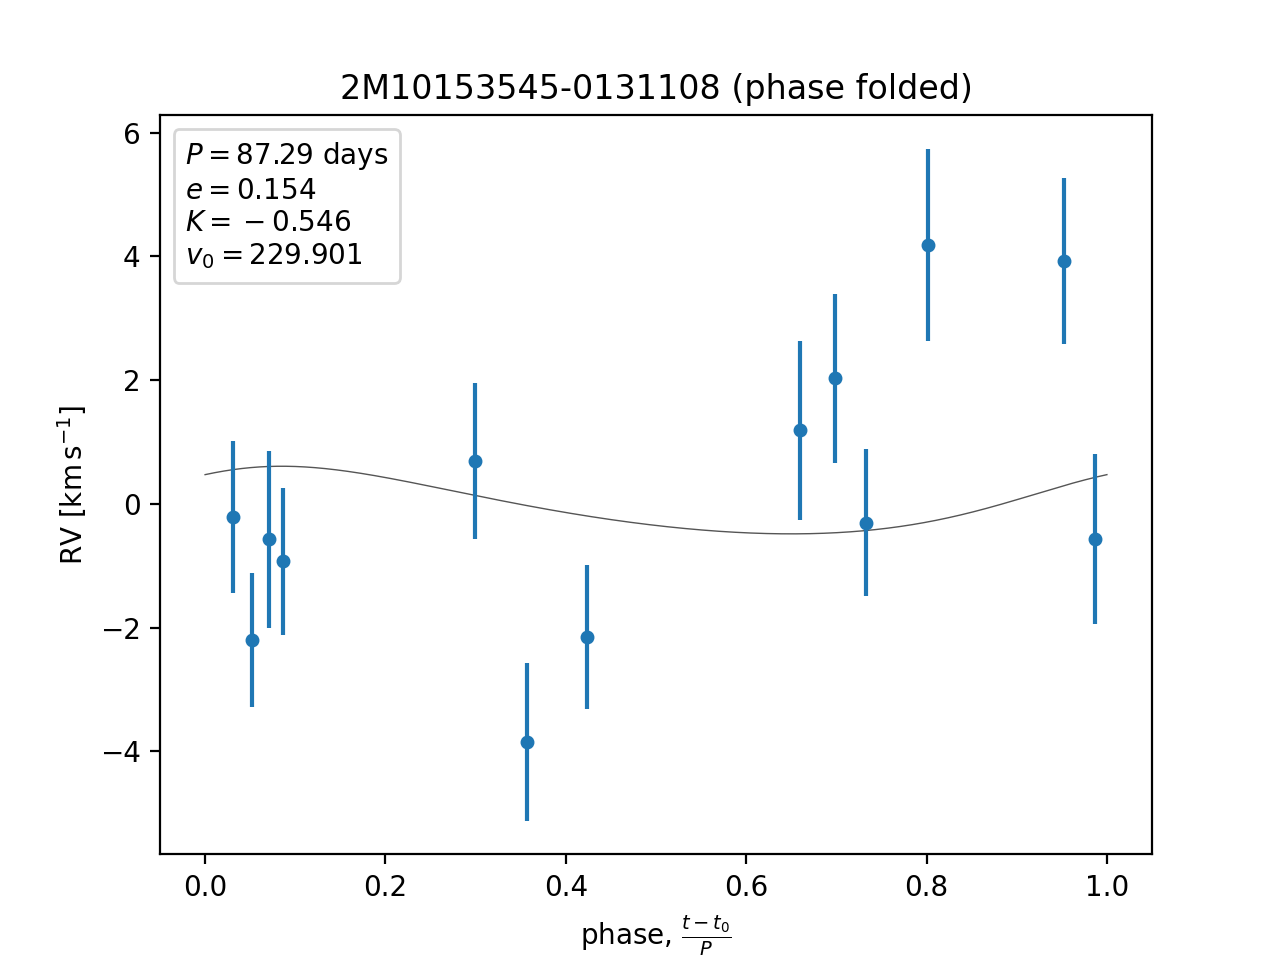 2M10153545-0131108 (phase folded)
P = 87.29 days
e = 0.154
K = −0.546
v₀ = 229.901
6
4
2
0
−2
−4
RV [km s⁻¹]
0.0 0.2 0.4 0.6 0.8 1.0
phase, (t − t₀)/P